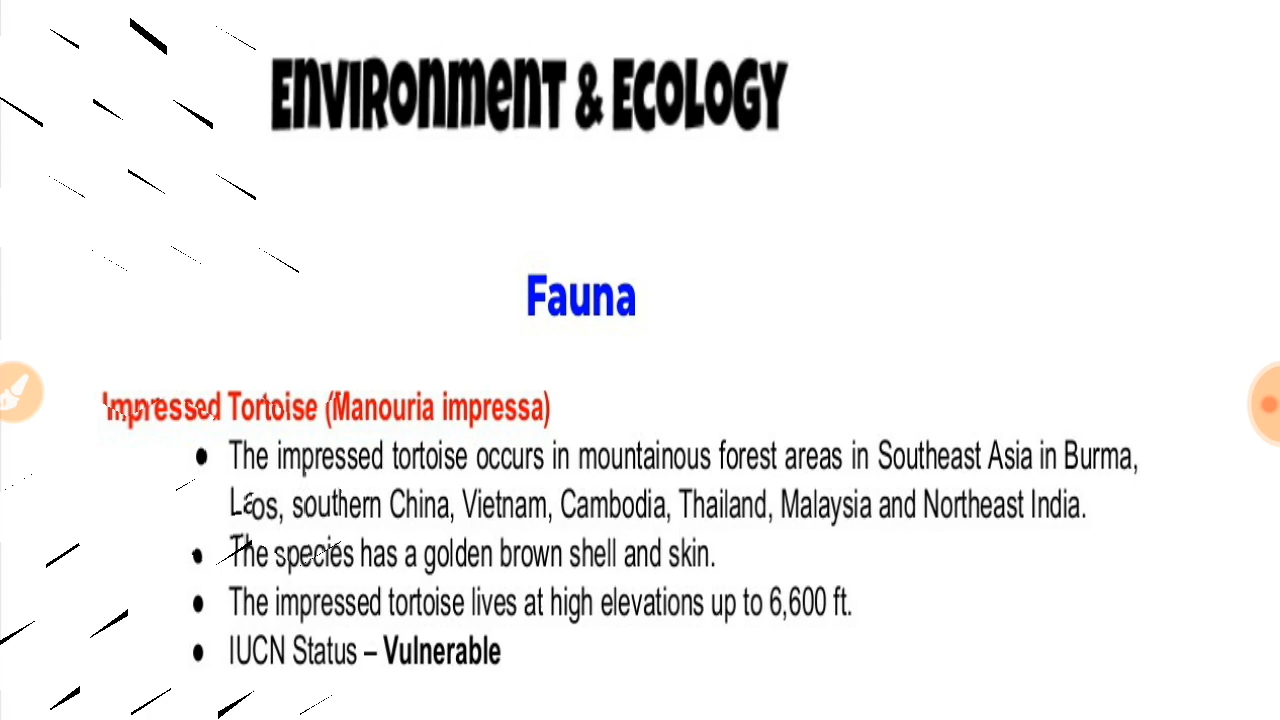 Environment & Ecology
Fauna
Impressed Tortoise (Manouria impressa)
● The impressed tortoise occurs in mountainous forest areas in Southeast Asia in Burma,
Laos, southern China, Vietnam, Cambodia, Thailand, Malaysia and Northeast India.
● The species has a golden brown shell and skin.
● The impressed tortoise lives at high elevations up to 6,600 ft.
● IUCN Status – Vulnerable